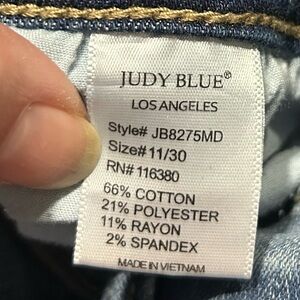 JUDY BLUE®
LOS ANGELES
Style# JB8275MD
Size#11/30
RN#116380
66% COTTON
21% POLYESTER
11% RAYON
2% SPANDEX
MADE IN VIETNAM